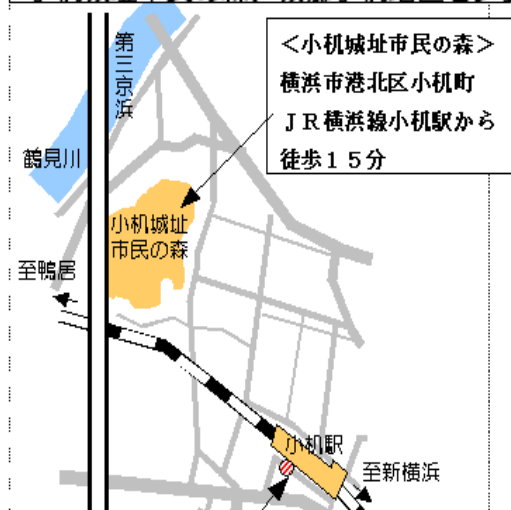 <小机城址市民の森>
横浜市港北区小机町
JR横浜線小机駅から
徒歩15分
第三京浜
鶴見川
小机城址
市民の森
至鴨居
小机駅
至新横浜